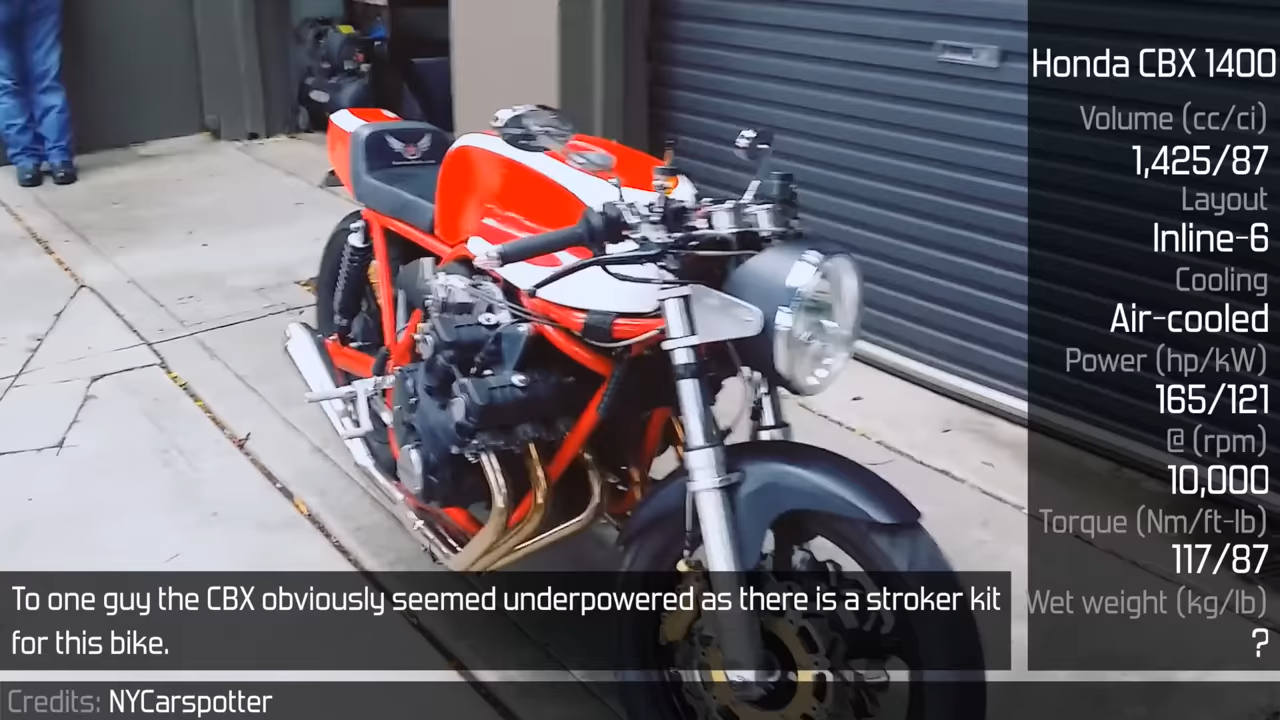 Honda CBX 1400
Volume (cc/ci)
1,425/87
Layout
Inline-6
Cooling
Air-cooled
Power (hp/kW)
165/121
@ (rpm)
10,000
Torque (Nm/ft-lb)
117/87
Wet weight (kg/lb)
?
To one guy the CBX obviously seemed underpowered as there is a stroker kit
for this bike.
Credits: NYCarspotter